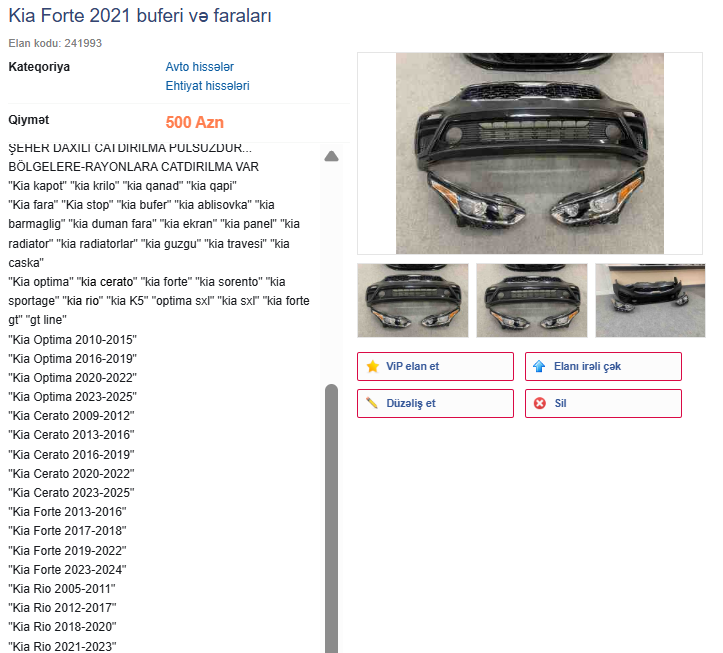 Kia Forte 2021 buferi və faraları
Elan kodu: 241993
Kateqoriya
Avto hissələr
Ehtiyat hissələri
Qiymət
500 Azn
ŞEHER DAXILI CATDIRILMA PULSUZDUR...
BÖLGELERE-RAYONLARA CATDIRILMA VAR
"Kia kapot" "kia krilo" "kia qanad" "kia qapi"
"Kia fara" "Kia stop" "kia bufer" "kia ablisovka" "kia
barmaglig" "kia duman fara" "kia ekran" "kia panel" "kia
radiator" "kia radiatorlar" "kia guzgu" "kia travesi" "kia
caska"
"Kia optima" "kia cerato" "kia forte" "kia sorento" "kia
sportage" "kia rio" "kia K5" "optima sxl" "kia sxl" "kia forte
gt" "gt line"
"Kia Optima 2010-2015"
"Kia Optima 2016-2019"
"Kia Optima 2020-2022"
"Kia Optima 2023-2025"
"Kia Cerato 2009-2012"
"Kia Cerato 2013-2016"
"Kia Cerato 2016-2019"
"Kia Cerato 2020-2022"
"Kia Cerato 2023-2025"
"Kia Forte 2013-2016"
"Kia Forte 2017-2018"
"Kia Forte 2019-2022"
"Kia Forte 2023-2024"
"Kia Rio 2005-2011"
"Kia Rio 2012-2017"
"Kia Rio 2018-2020"
"Kia Rio 2021-2023"
ViP elan et
Elanı irəli çək
Düzəliş et
Sil